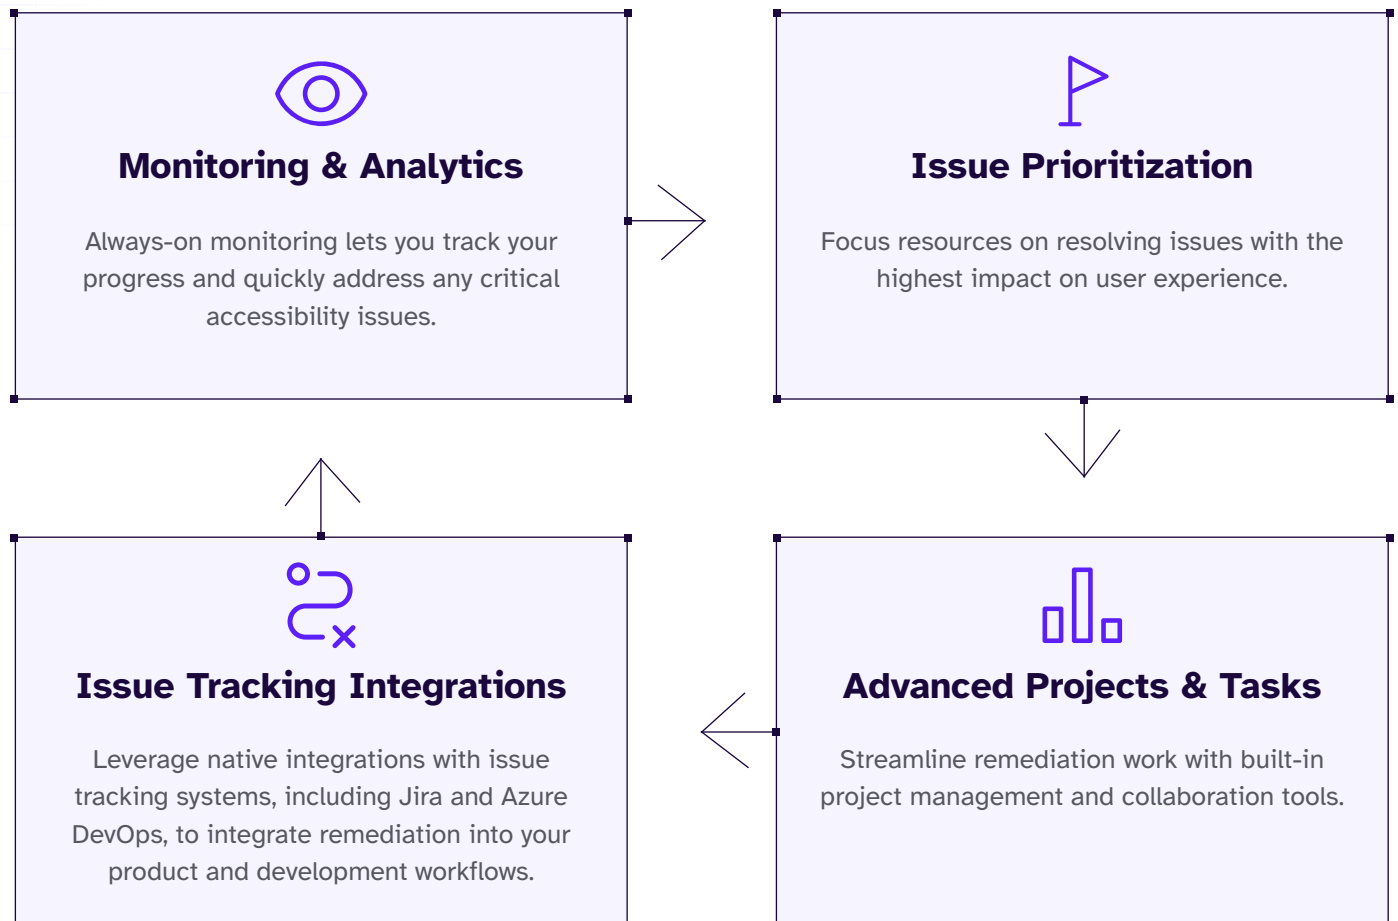 Monitoring & Analytics
Always-on monitoring lets you track your
progress and quickly address any critical
accessibility issues.
Issue Prioritization
Focus resources on resolving issues with the
highest impact on user experience.
Issue Tracking Integrations
Leverage native integrations with issue
tracking systems, including Jira and Azure
DevOps, to integrate remediation into your
product and development workflows.
Advanced Projects & Tasks
Streamline remediation work with built-in
project management and collaboration tools.